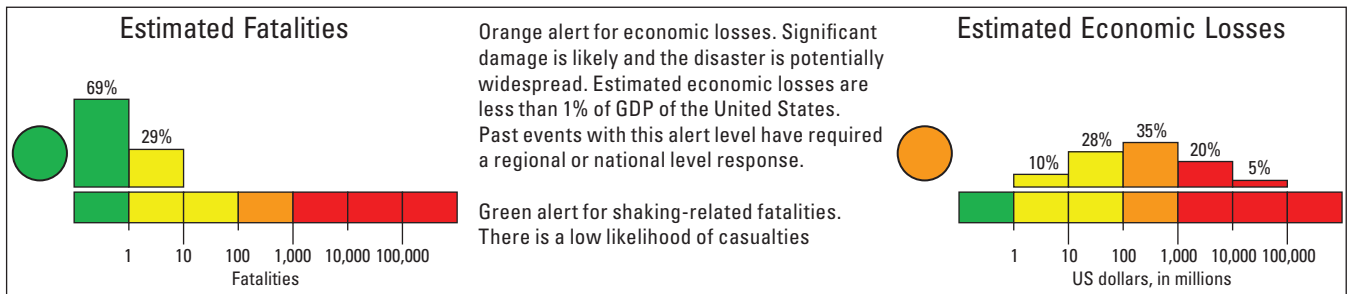 Estimated Fatalities
69%
29%
1 10 100 1,000 10,000 100,000
Fatalities
Orange alert for economic losses. Significant
damage is likely and the disaster is potentially
widespread. Estimated economic losses are
less than 1% of GDP of the United States.
Past events with this alert level have required
a regional or national level response.
Green alert for shaking-related fatalities.
There is a low likelihood of casualties
Estimated Economic Losses
10%
28%
35%
20%
5%
1 10 100 1,000 10,000 100,000
US dollars, in millions